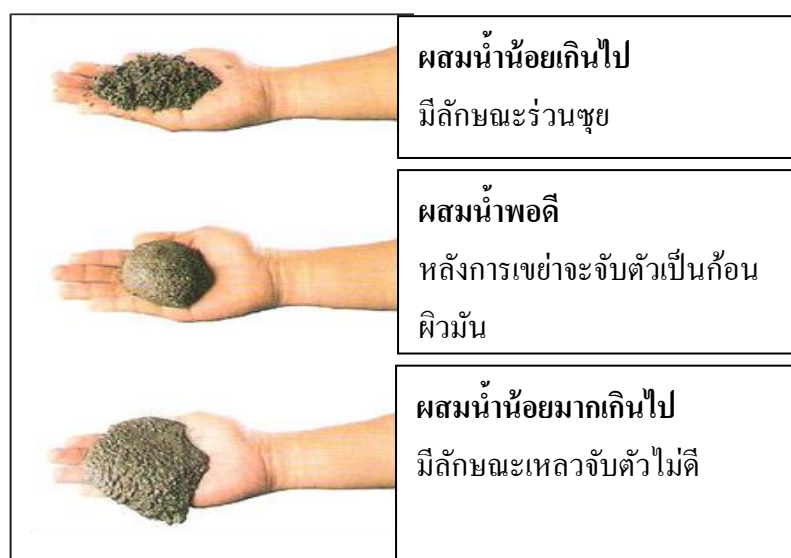 ผสมน้ำน้อยเกินไป
มีลักษณะร่วนซุย
ผสมน้ำพอดี
หลังการเขย่าจะจับตัวเป็นก้อน
ผิวมัน
ผสมน้ำน้อยมากเกินไป
มีลักษณะเหลวจับตัวไม่ดี